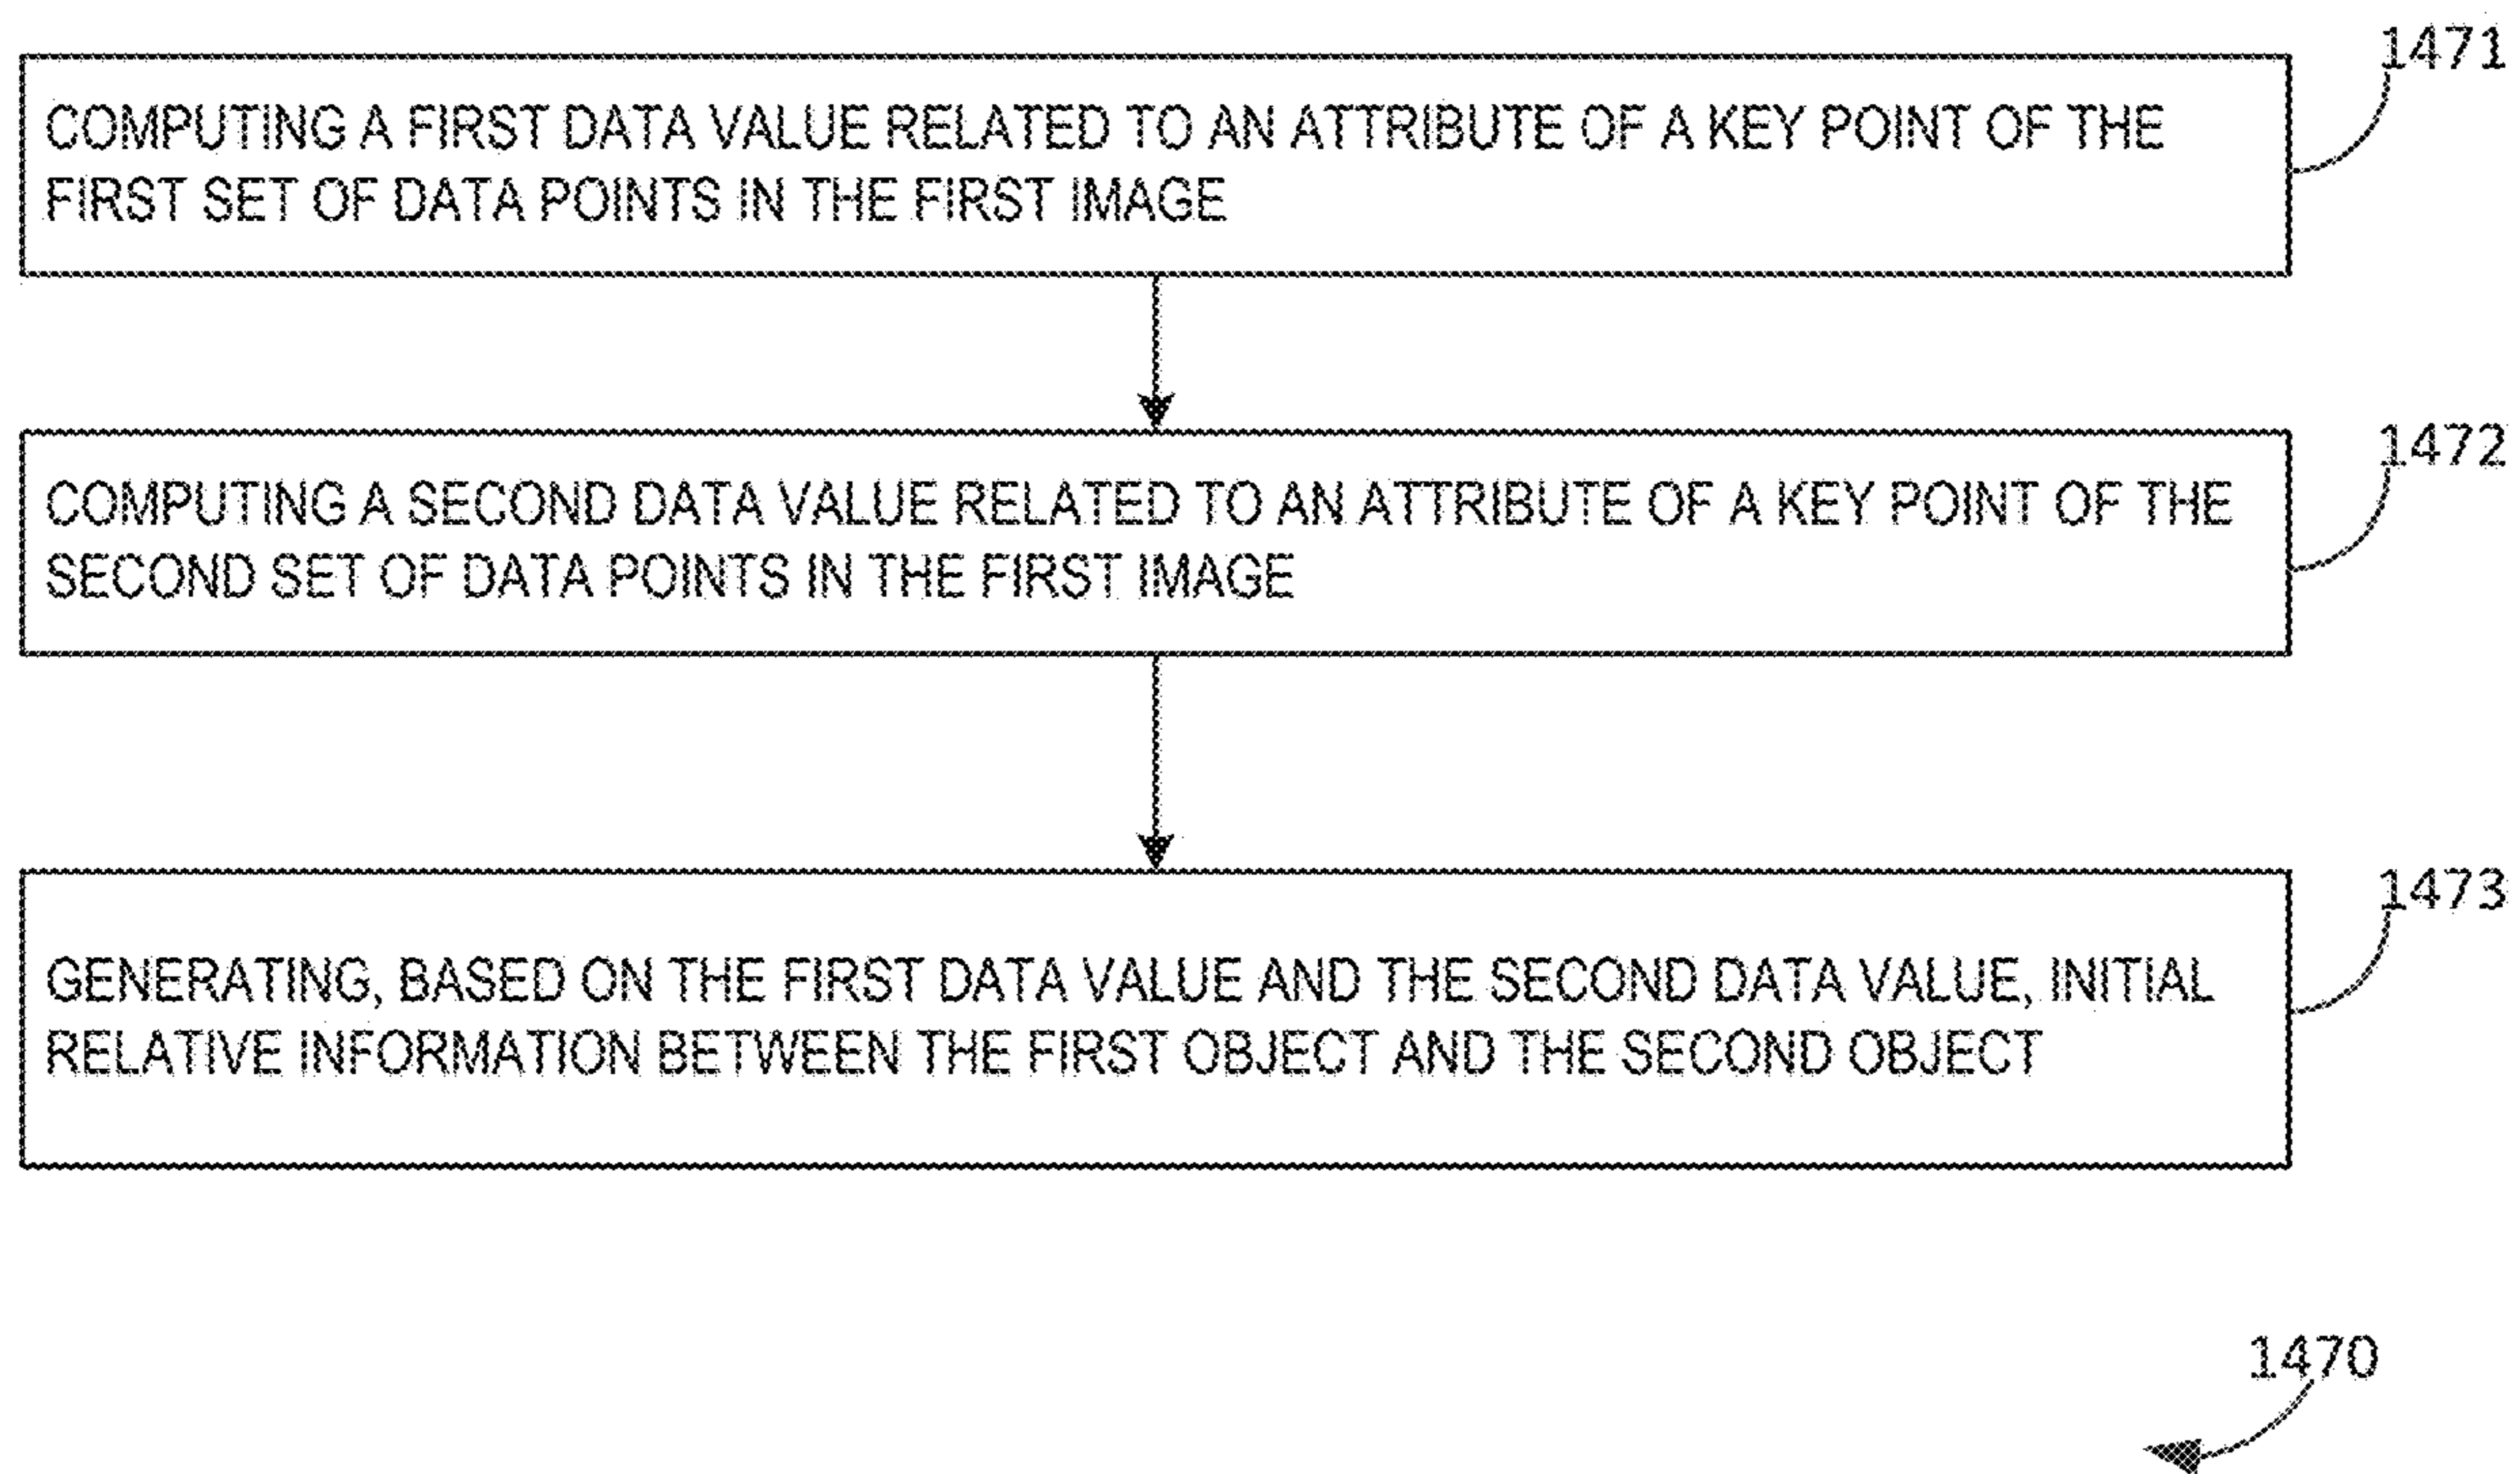 1471
COMPUTING A FIRST DATA VALUE RELATED TO AN ATTRIBUTE OF A KEY POINT OF THE
FIRST SET OF DATA POINTS IN THE FIRST IMAGE
1472
COMPUTING A SECOND DATA VALUE RELATED TO AN ATTRIBUTE OF A KEY POINT OF THE
SECOND SET OF DATA POINTS IN THE FIRST IMAGE
1473
GENERATING, BASED ON THE FIRST DATA VALUE AND THE SECOND DATA VALUE, INITIAL
RELATIVE INFORMATION BETWEEN THE FIRST OBJECT AND THE SECOND OBJECT
1470